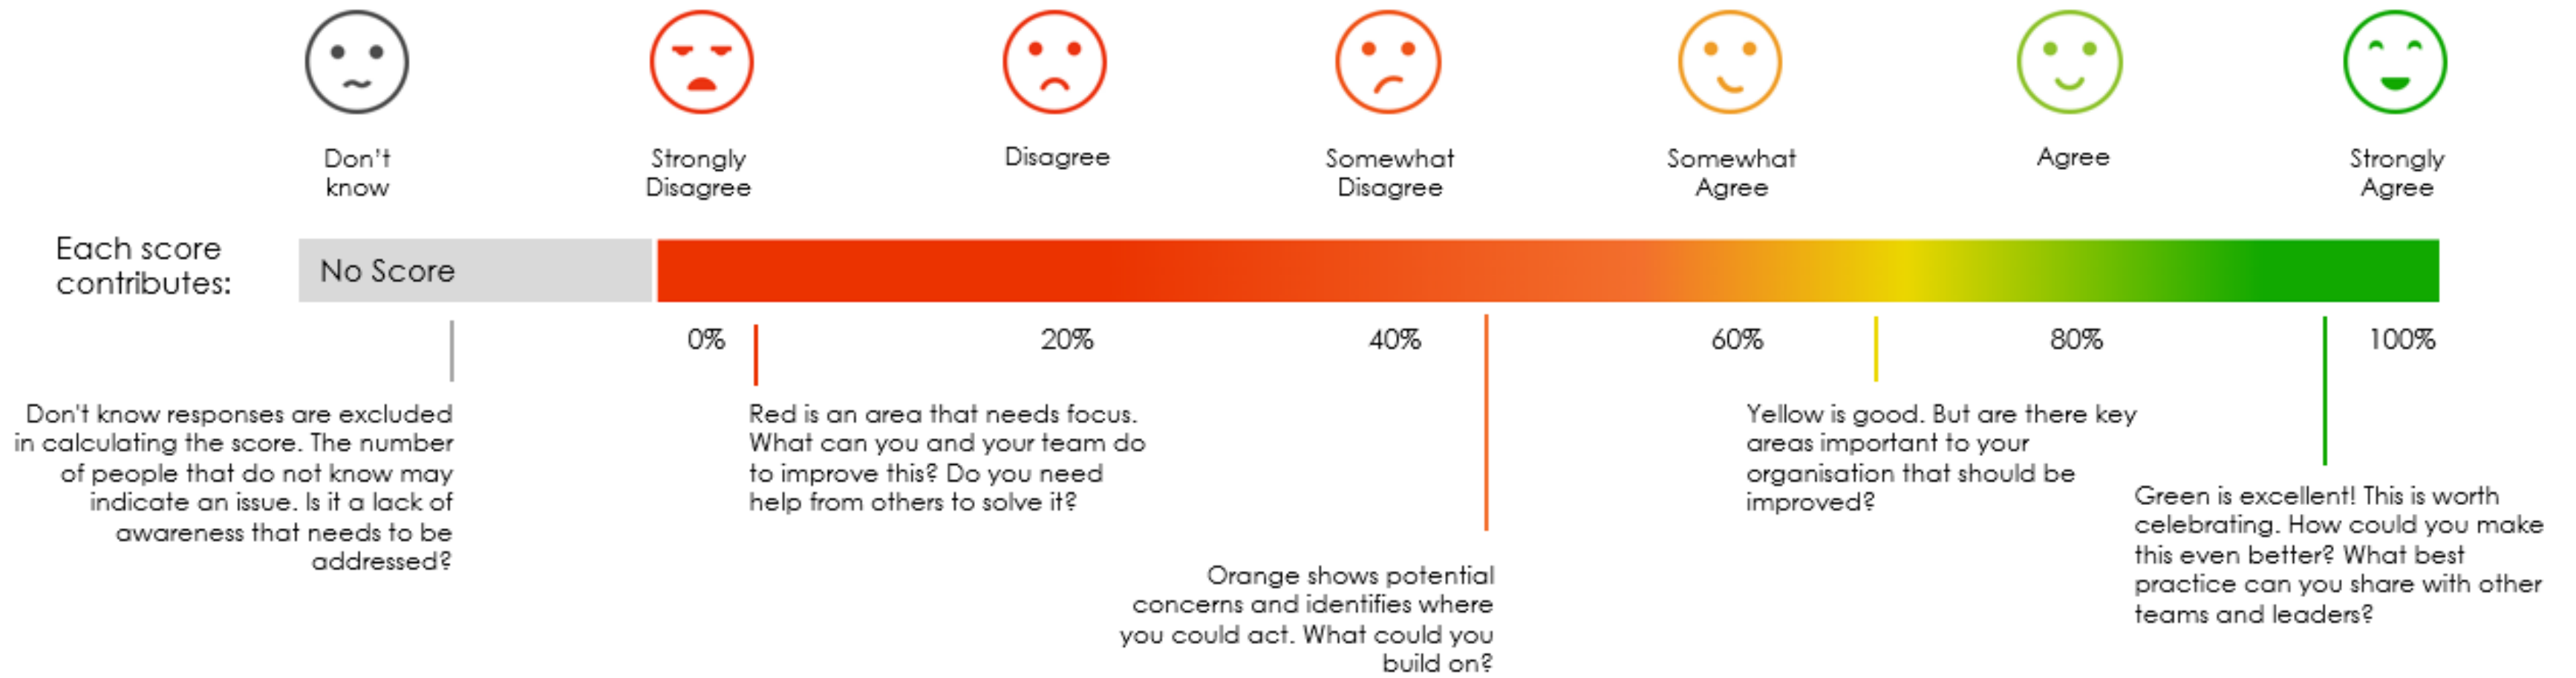 Don't
know
Strongly
Disagree
Disagree
Somewhat
Disagree
Somewhat
Agree
Agree
Strongly
Agree
Each score
contributes:
No Score
0%
20%
40%
60%
80%
100%
Don't know responses are excluded
in calculating the score. The number
of people that do not know may
indicate an issue. Is it a lack of
awareness that needs to be
addressed?
Red is an area that needs focus.
What can you and your team do
to improve this? Do you need
help from others to solve it?
Orange shows potential
concerns and identifies where
you could act. What could you
build on?
Yellow is good. But are there key
areas important to your
organisation that should be
improved?
Green is excellent! This is worth
celebrating. How could you make
this even better? What best
practice can you share with other
teams and leaders?